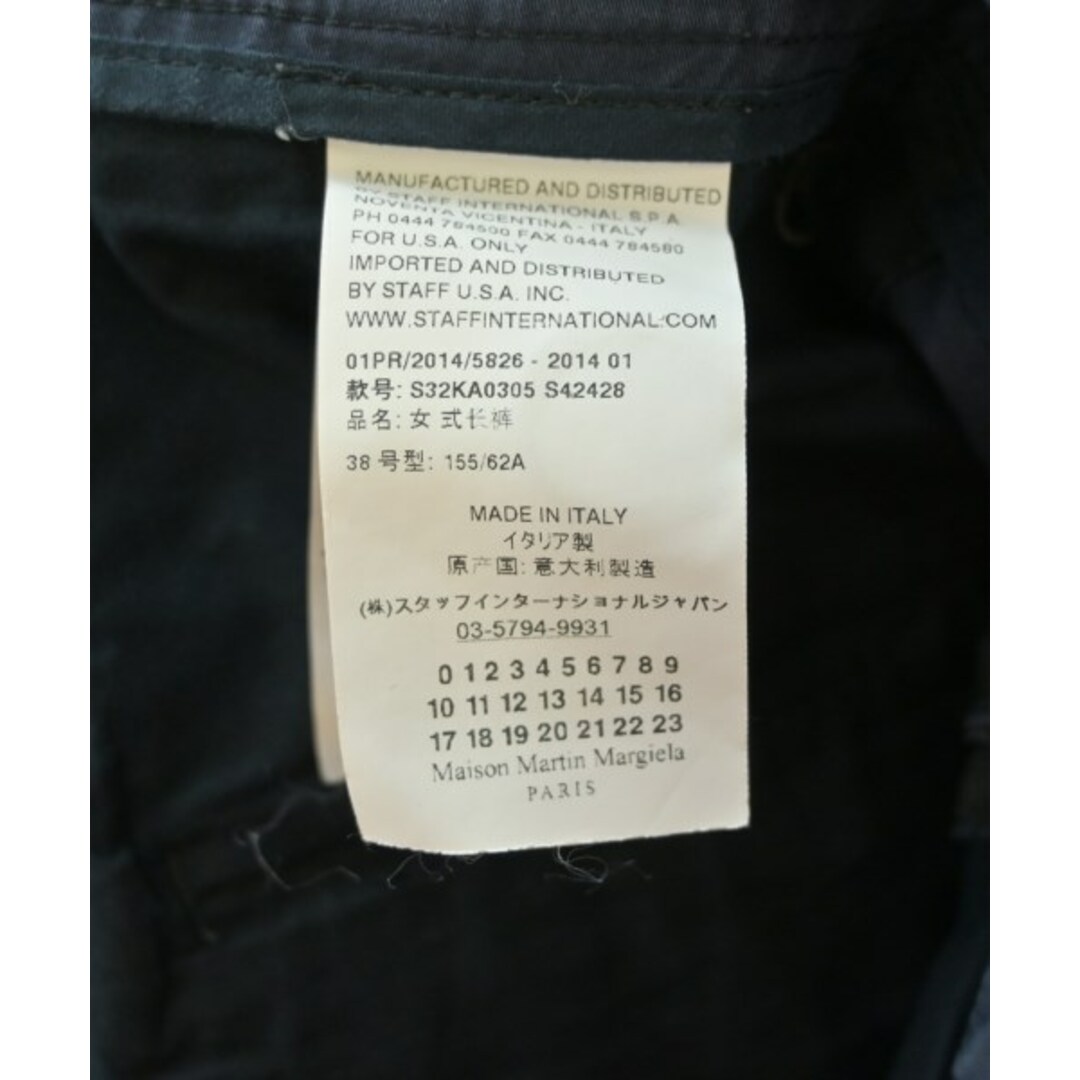 MANUFACTURED AND DISTRIBUTED
BY STAFF INTERNATIONAL S.P.A.
NOVENTA VICENTINA - ITALY
PH 0444 784500 FAX 0444 784580
FOR U.S.A. ONLY
IMPORTED AND DISTRIBUTED
BY STAFF U.S.A. INC.
WWW.STAFFINTERNATIONAL.COM
01PR/2014/5826 - 2014 01
款号: S32KA0305 S42428
品名: 女 式长裤
38 号型: 155/62A
MADE IN ITALY
イタリア製
原产国: 意大利製造
(株)スタッフインターナショナルジャパン
03-5794-9931
0 1 2 3 4 5 6 7 8 9
10 11 12 13 14 15 16
17 18 19 20 21 22 23
Maison Martin Margiela
PARIS